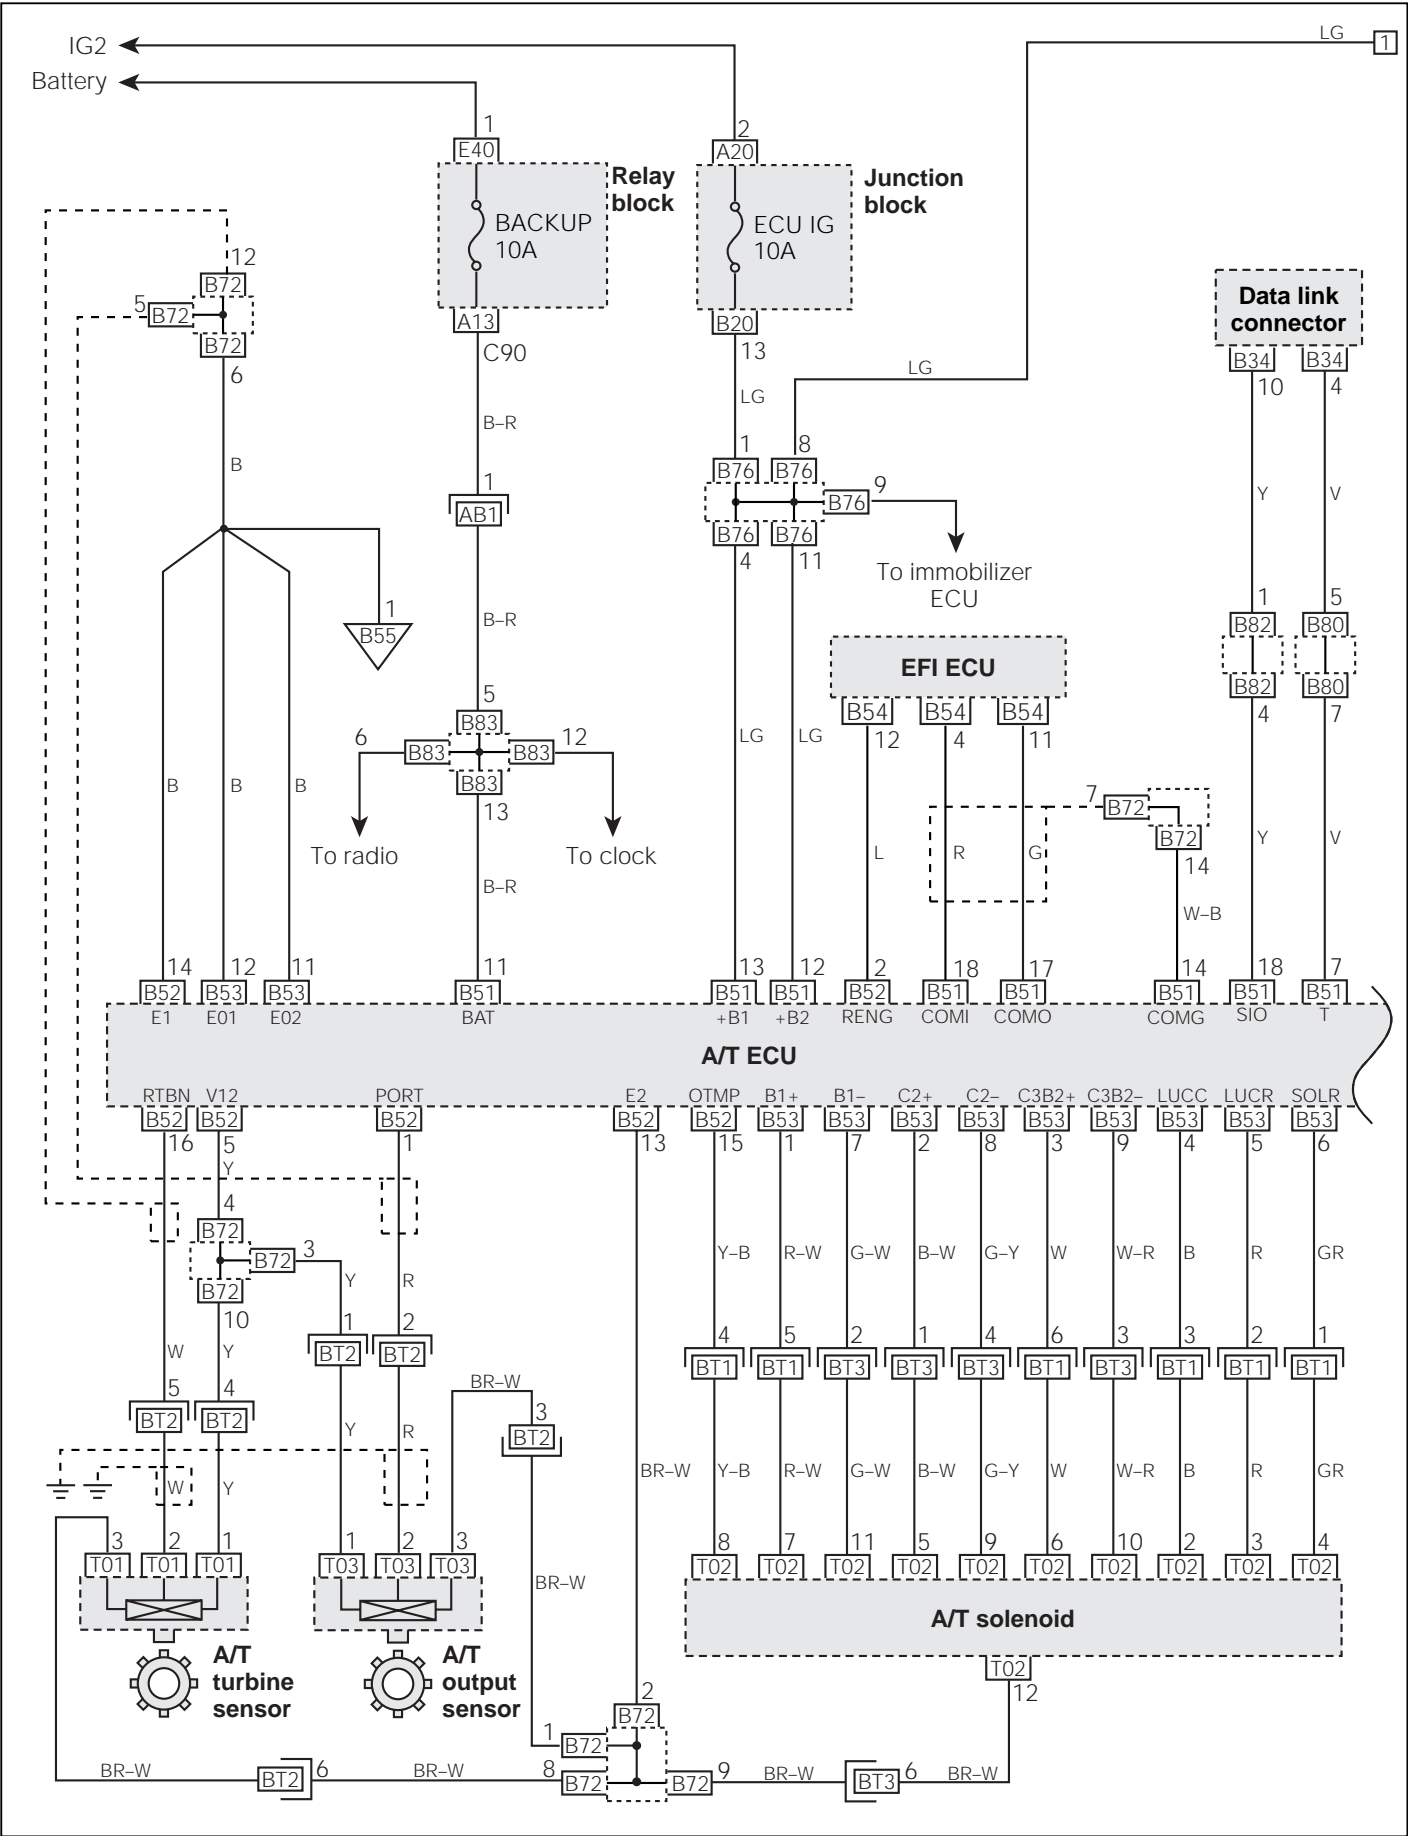 IG2
LG
1
Battery
1
2
E40
A20
Relay
block
Junction
block
BACKUP
10A
ECU IG
10A
12
B72
5
B72
B72
6
A13
C90
B20
13
Data link
connector
B34
B34
10
4
LG
LG
B–R
B
1
AB1
1
8
B76
B76
B76
9
B76
B76
4
11
Y
V
To immobilizer
ECU
1
B55
B–R
1
5
B82
B80
B82
B80
4
7
EFI ECU
B54
B54
B54
12
4
11
5
B83
6
B83
B83
12
B83
13
LG
LG
B
B
B
7
B72
B72
14
To radio
To clock
L
R
G
Y
V
B–R
W–B
14
12
11
11
13
12
2
18
17
14
18
7
B52
B53
B53
B51
B51
B51
B52
B51
B51
B51
B51
B51
E1
E01
E02
BAT
+B1
+B2
RENG
COMI
COMO
COMG
SIO
T
A/T ECU
RTBN
V12
PORT
E2
OTMP
B1+
B1–
C2+
C2–
C3B2+
C3B2–
LUCC
LUCR
SOLR
B52
B52
B52
B52
B52
B53
B53
B53
B53
B53
B53
B53
B53
B53
16
5
1
13
15
1
7
2
8
3
9
4
5
6
Y
4
B72
B72
3
B72
10
Y
R
Y–B
R–W
G–W
B–W
G–Y
W
W–R
B
R
GR
1
2
BT2
BT2
4
5
2
1
4
6
3
3
2
1
BT1
BT1
BT3
BT3
BT3
BT1
BT3
BT1
BT1
BT1
W
Y
5
4
BT2
BT2
BR–W
3
BT2
Y
R
W
Y
BR–W
Y–B
R–W
G–W
B–W
G–Y
W
W–R
B
R
GR
3
2
1
1
2
3
T01
T01
T01
T03
T03
T03
8
7
11
5
9
6
10
2
3
4
T02
T02
T02
T02
T02
T02
T02
T02
T02
T02
BR–W
A/T solenoid
A/T
turbine
sensor
A/T
output
sensor
T02
12
2
B72
1
B72
BR–W
BT2
6
BR–W
8
B72
B72
9
BR–W
BT3
6
BR–W